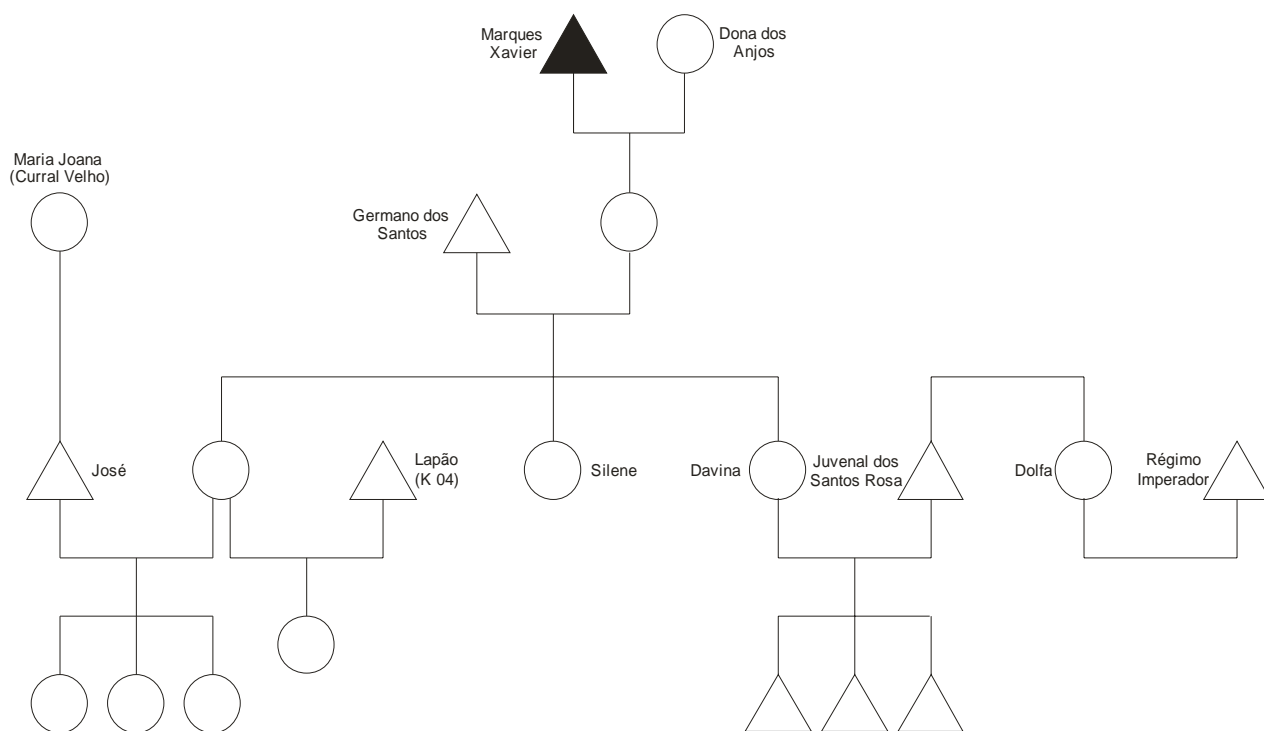 Marques
Xavier
Dona dos
Anjos
Maria Joana
(Curral Velho)
Germano dos
Santos
José
Lapão
(K 04)
Silene
Davina
Juvenal dos
Santos Rosa
Dolfa
Régimo
Imperador